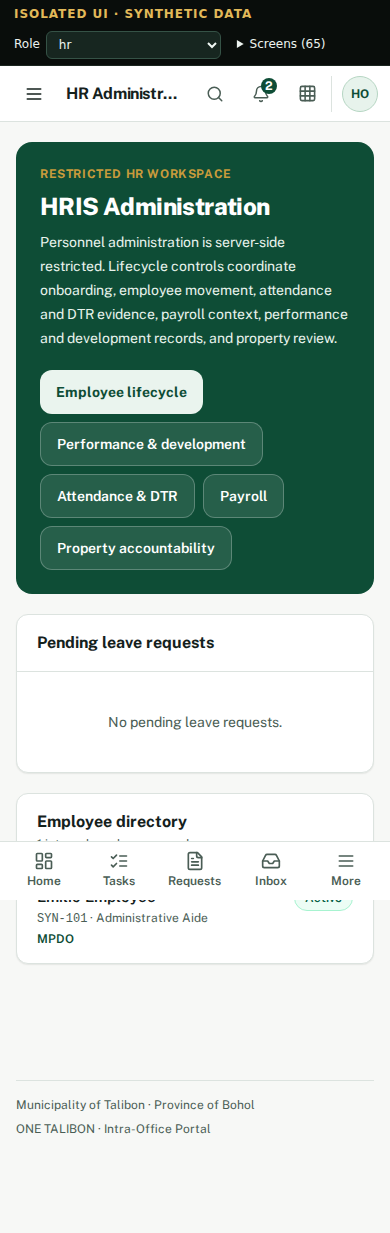 ISOLATED UI · SYNTHETIC DATA
Role hr ▶ Screens (65)
HR Administr... 2 HO
RESTRICTED HR WORKSPACE
HRIS Administration
Personnel administration is server-side
restricted. Lifecycle controls coordinate
onboarding, employee movement, attendance
and DTR evidence, payroll context, performance
and development records, and property review.
Employee lifecycle
Performance & development
Attendance & DTR Payroll
Property accountability
Pending leave requests
No pending leave requests.
Employee directory
Home Tasks Requests Inbox More
SYN-101 · Administrative Aide
MPDO
Municipality of Talibon · Province of Bohol
ONE TALIBON · Intra-Office Portal